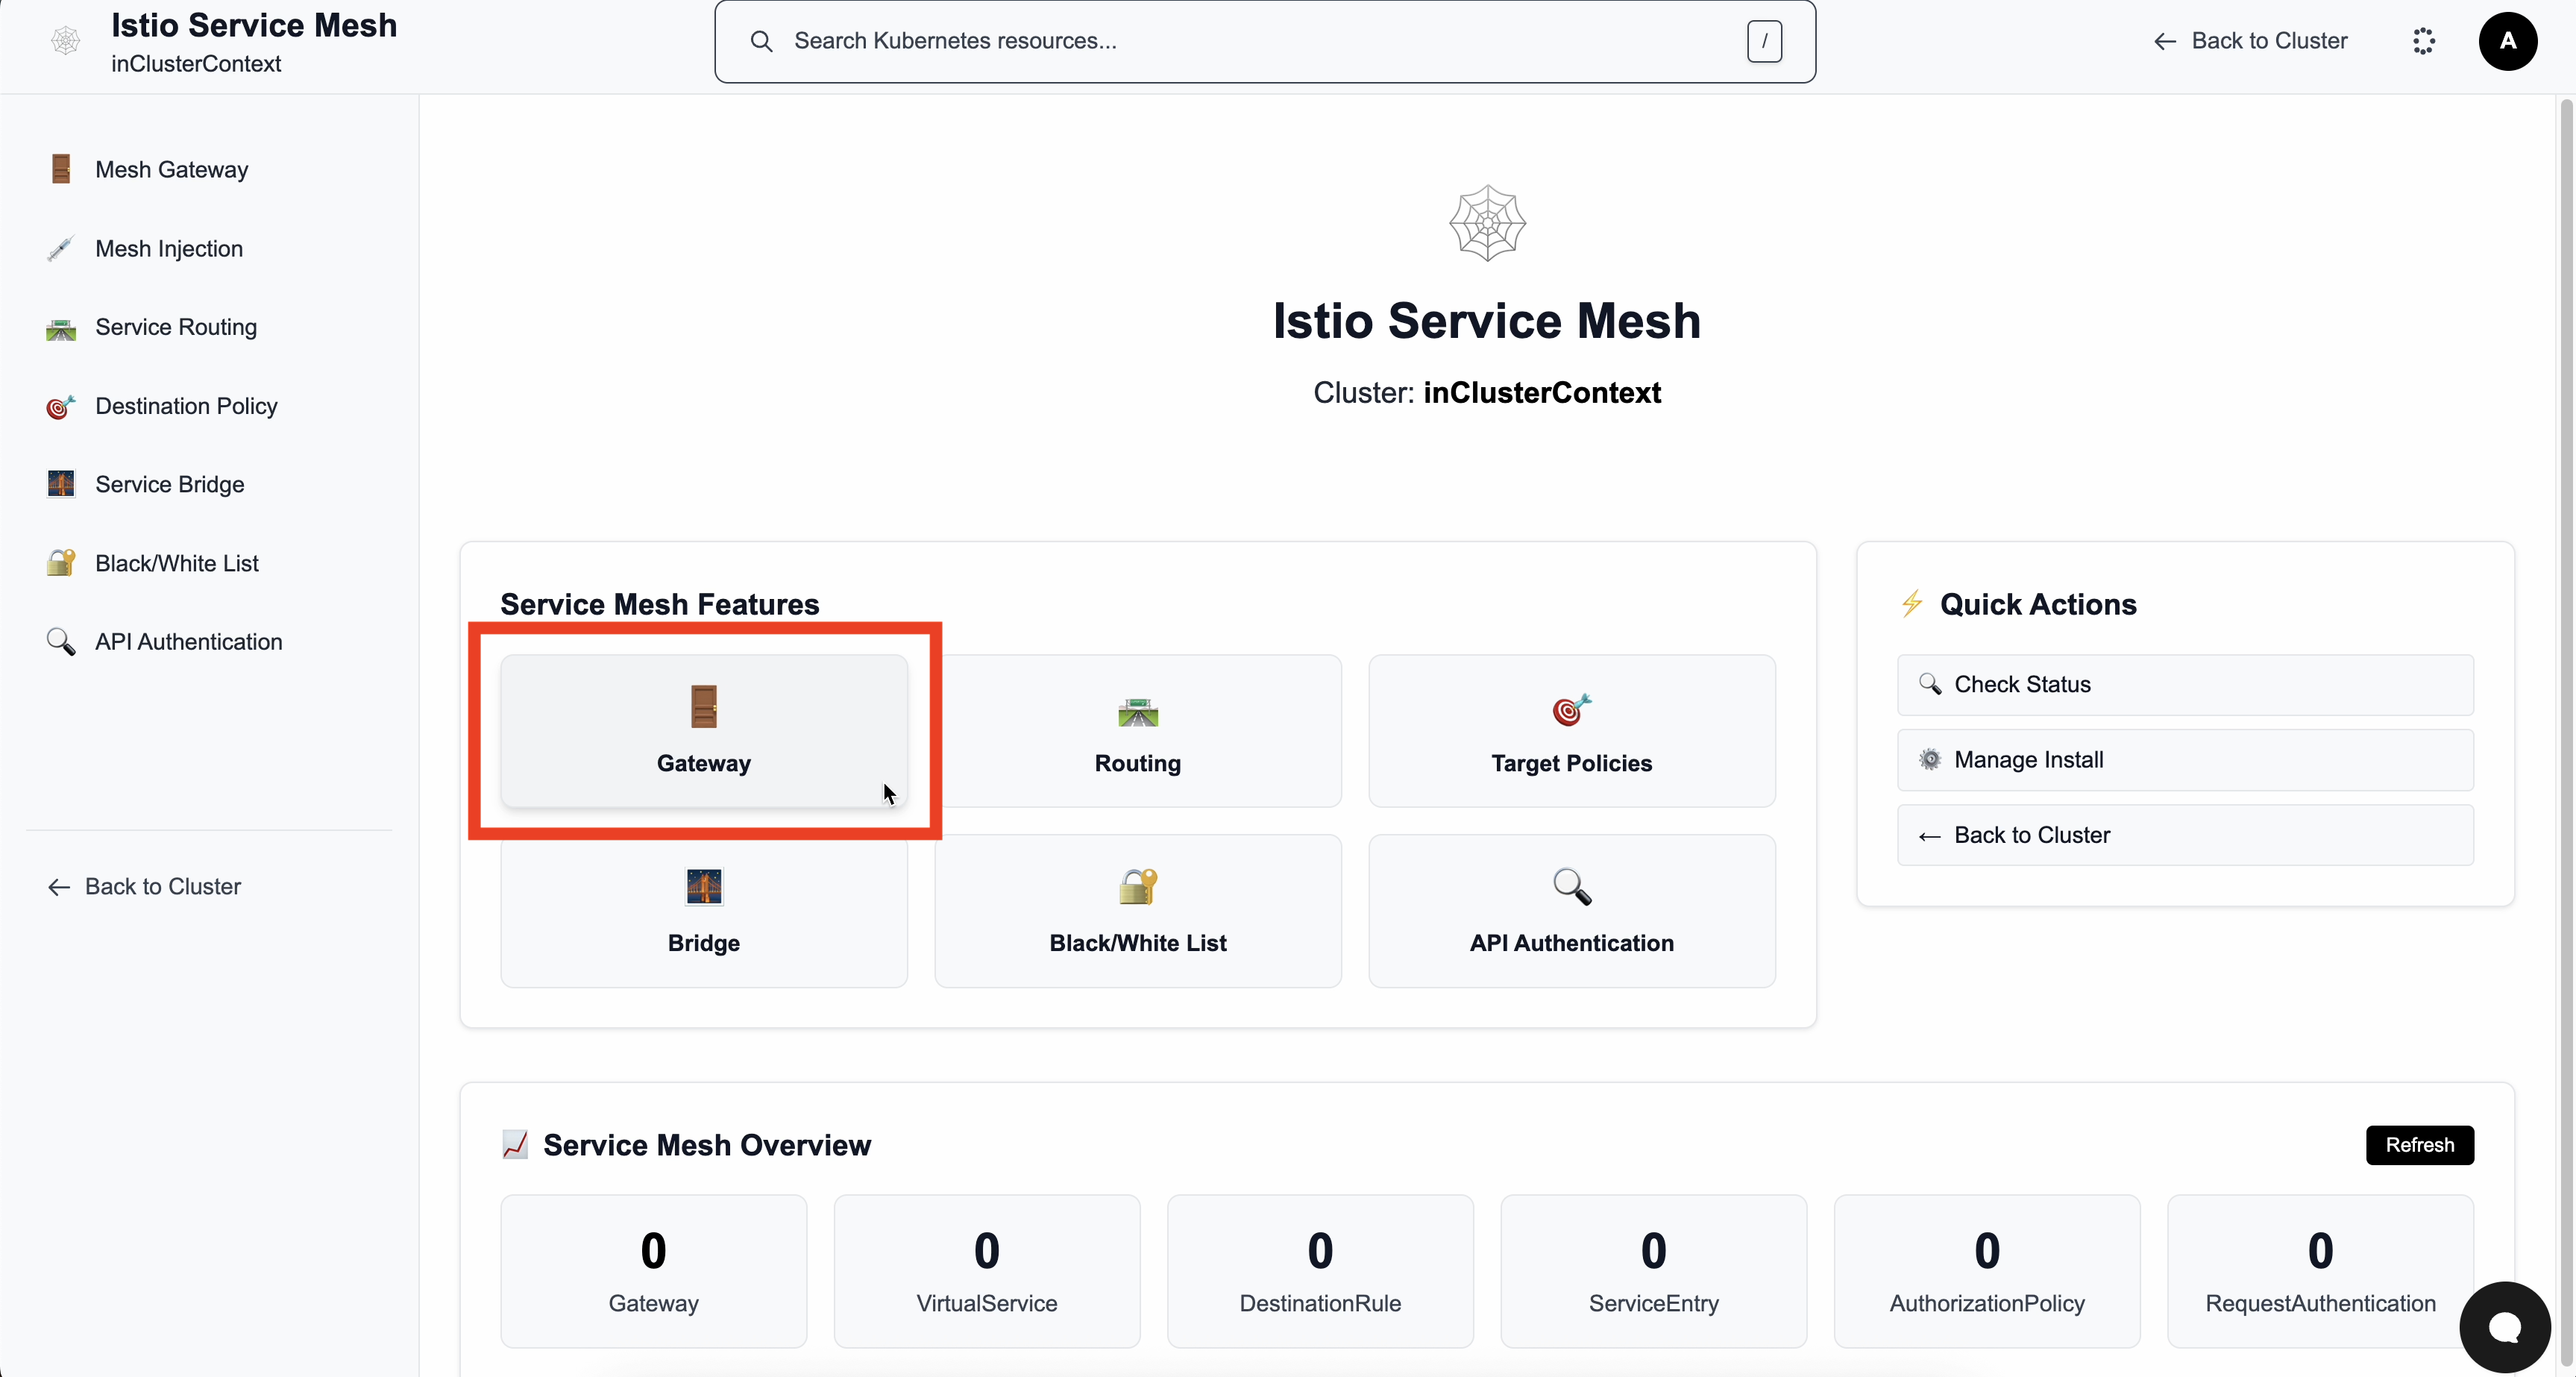 Istio Service Mesh
inClusterContext
Search Kubernetes resources...
/
Back to Cluster
A
Mesh Gateway
Mesh Injection
Service Routing
Destination Policy
Service Bridge
Black/White List
API Authentication
Back to Cluster
Istio Service Mesh
Cluster: inClusterContext
Service Mesh Features
Gateway
Routing
Target Policies
Bridge
Black/White List
API Authentication
Quick Actions
Check Status
Manage Install
Back to Cluster
Service Mesh Overview
Refresh
0
Gateway
0
VirtualService
0
DestinationRule
0
ServiceEntry
0
AuthorizationPolicy
0
RequestAuthentication